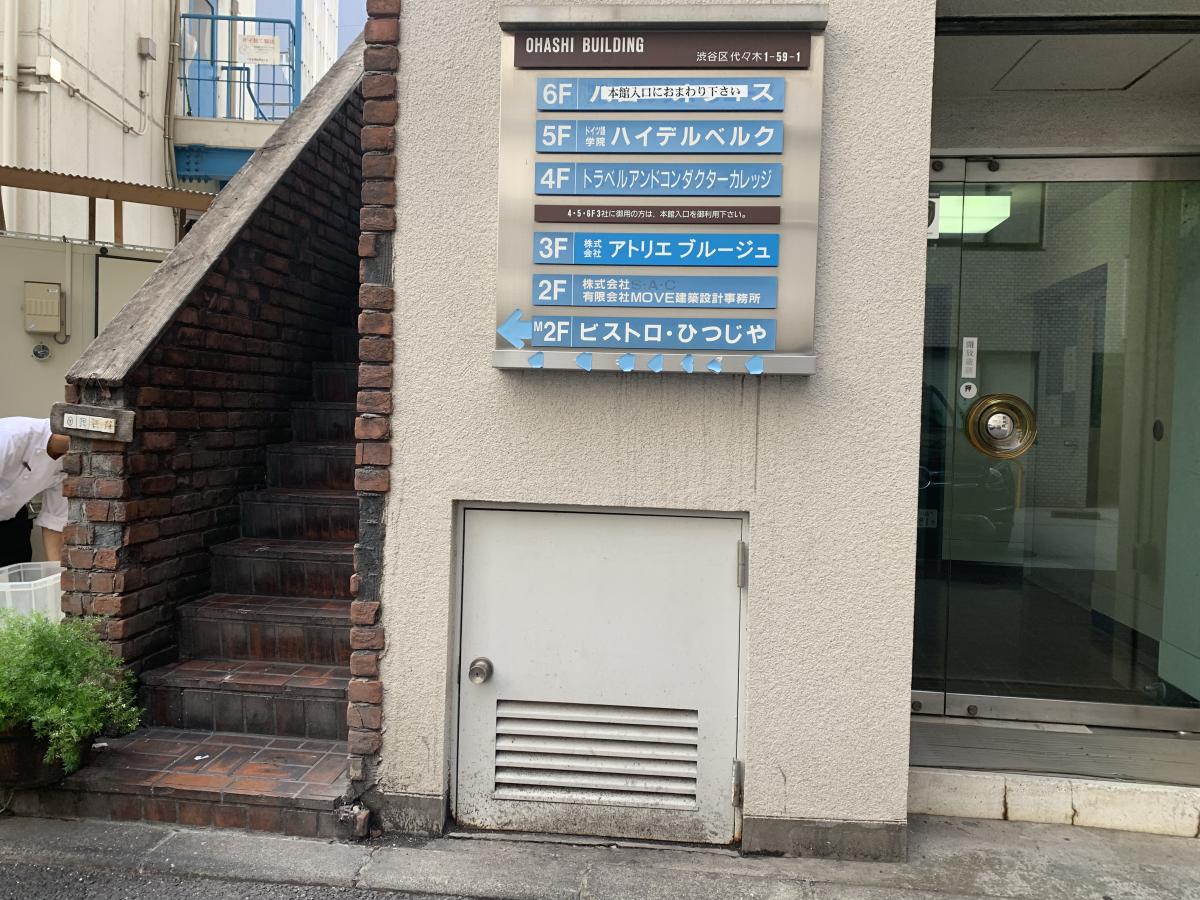 OHASHI BUILDING
渋谷区代々木1-59-1
6F
本館入口におまわり下さい
5F ドイツ語学院 ハイデルベルク
4F トラベルアンドコンダクターカレッジ
4・5・6F3社に御用の方は、本館入口を御利用下さい。
3F 株式会社 アトリエ ブルージュ
2F 株式会社S・A・C
有限会社MOVE建築設計事務所
M2F ビストロ・ひつじや
押